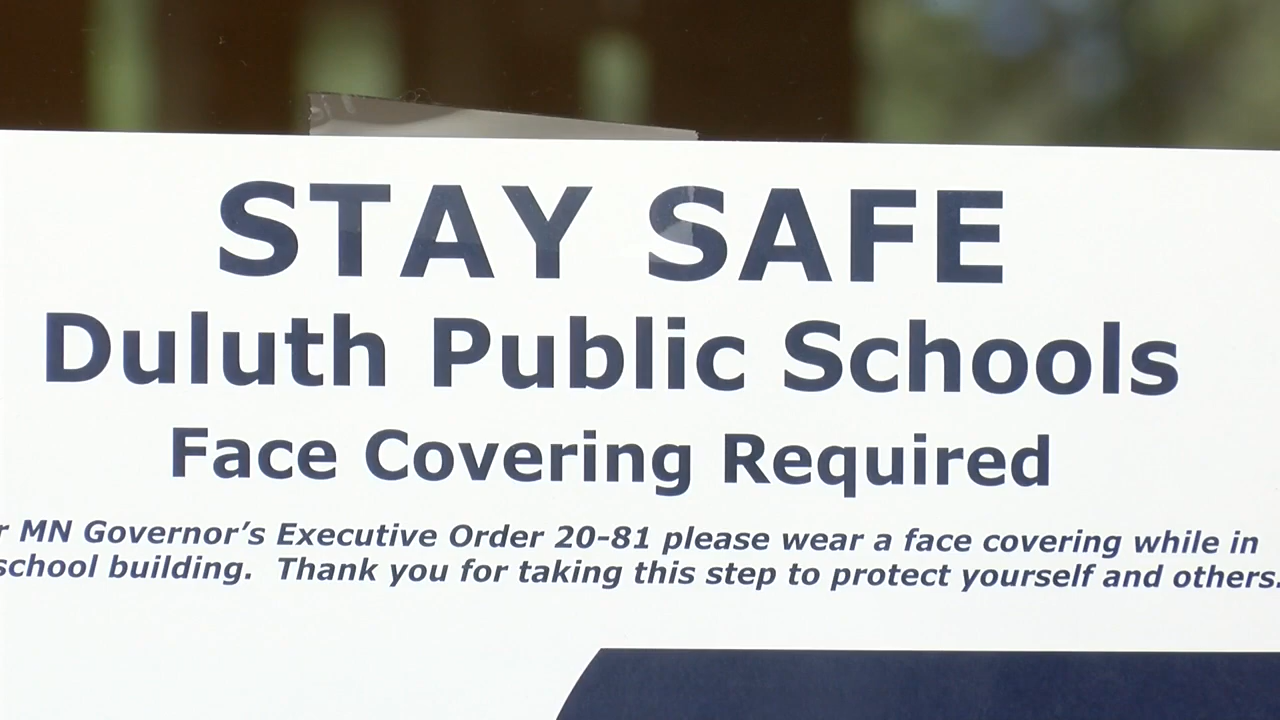 STAY SAFE
Duluth Public Schools
Face Covering Required
MN Governor's Executive Order 20-81 please wear a face covering while in
school building.  Thank you for taking this step to protect yourself and others.